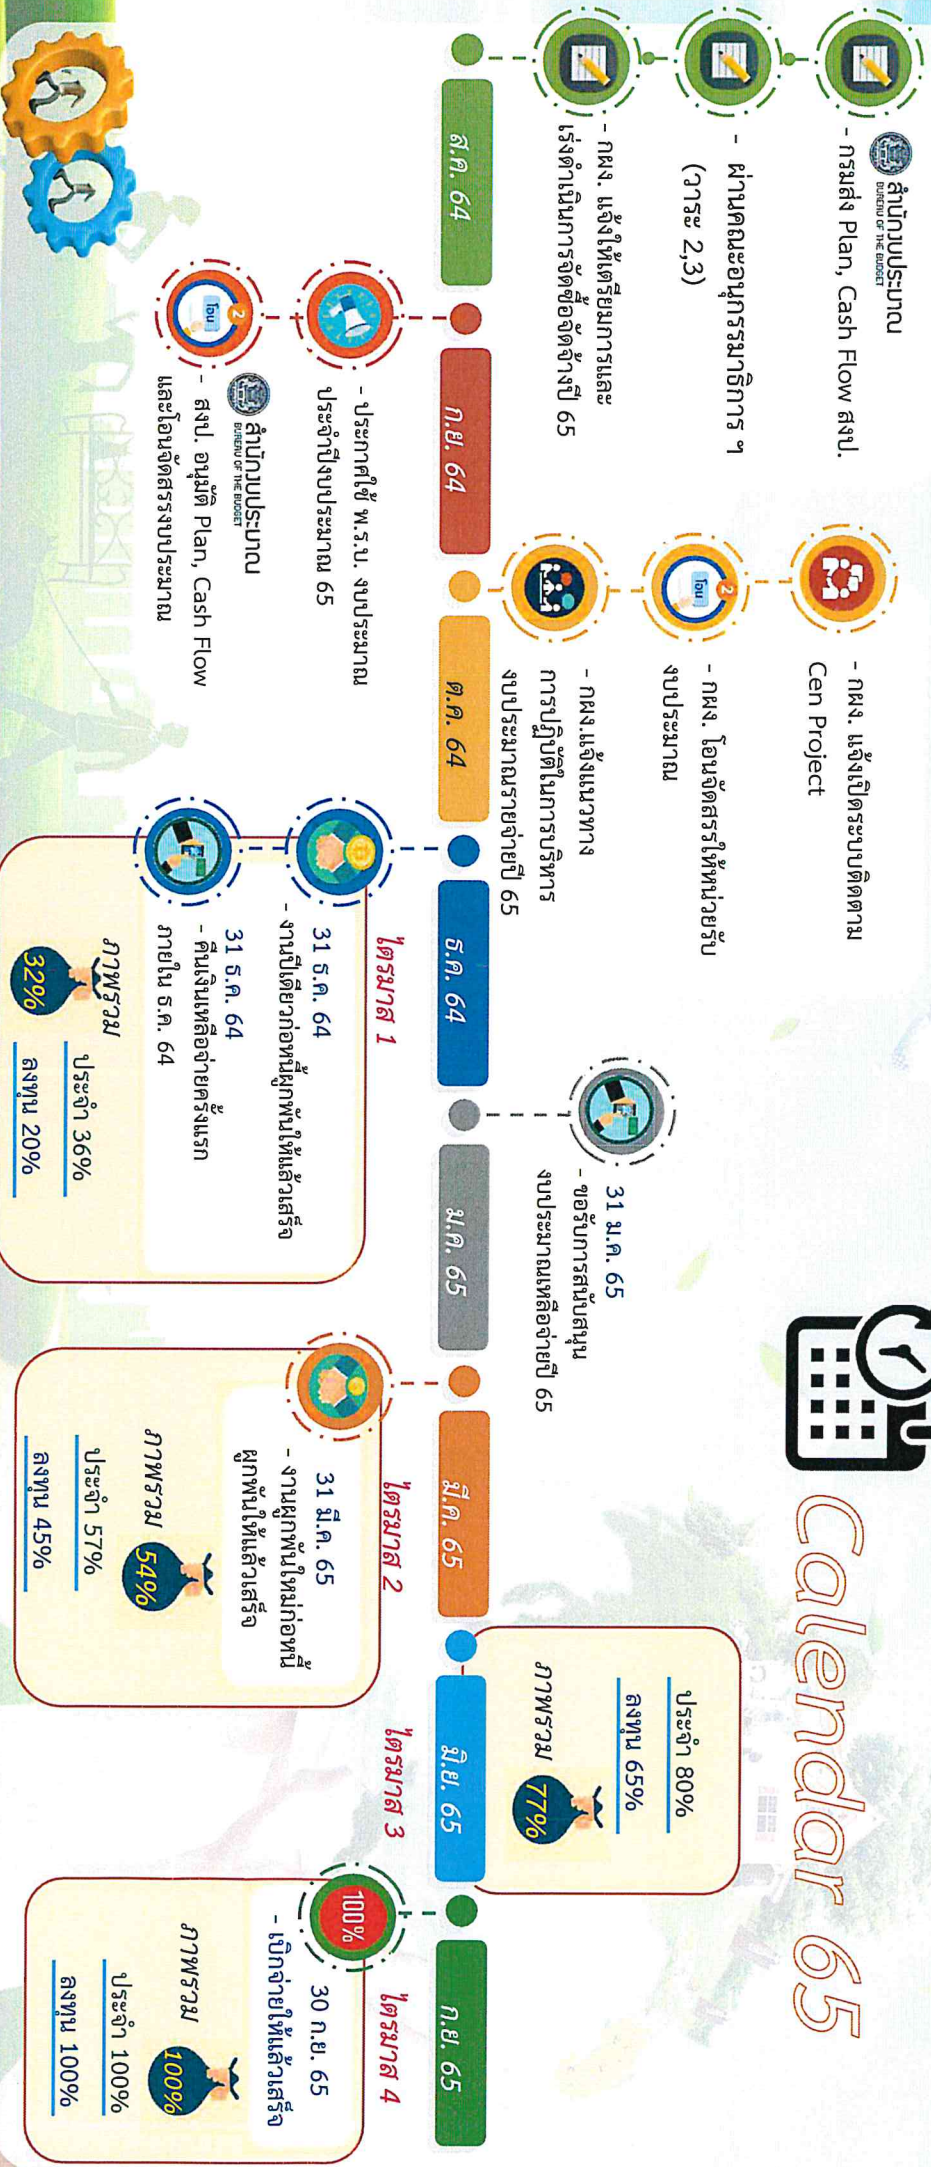 Calendar 65
สำนักงบประมาณ
BUREAU OF THE BUDGET
- กรมส่ง Plan, Cash Flow สงป.
- ผ่านคณะอนุกรรมาธิการ ฯ
(วาระ 2,3)
- กผง. แจ้งให้เตรียมการและ
เร่งดำเนินการจัดซื้อจัดจ้างปี 65
ส.ค. 64
ก.ย. 64
- ประกาศใช้ พ.ร.บ. งบประมาณ
ประจำปีงบประมาณ 65
2
โอน
สำนักงบประมาณ
BUREAU OF THE BUDGET
- สงป. อนุมัติ Plan, Cash Flow
และโอนจัดสรรงบประมาณ
- กผง. แจ้งเปิดระบบติดตาม
Cen Project
2
โอน
- กผง. โอนจัดสรรให้หน่วยรับ
งบประมาณ
- กผง.แจ้งแนวทาง
การปฏิบัติในการบริหาร
งบประมาณรายจ่ายปี 65
ต.ค. 64
ธ.ค. 64
ไตรมาส 1
31 ธ.ค. 64
- งานปีเดียวก่อหนี้ผูกพันให้แล้วเสร็จ
31 ธ.ค. 64
- คืนเงินเหลือจ่ายครั้งแรก
ภายใน ธ.ค. 64
ภาพรวม
32%
ประจำ 36%
ลงทุน 20%
31 ม.ค. 65
- ขอรับการสนับสนุน
งบประมาณเหลือจ่ายปี 65
ม.ค. 65
มี.ค. 65
ไตรมาส 2
31 มี.ค. 65
- งานผูกพันใหม่ก่อหนี้
ผูกพันให้แล้วเสร็จ
ภาพรวม
54%
ประจำ 57%
ลงทุน 45%
ประจำ 80%
ลงทุน 65%
ภาพรวม
77%
มิ.ย. 65
ไตรมาส 3
ก.ย. 65
ไตรมาส 4
100%
30 ก.ย. 65
- เบิกจ่ายให้แล้วเสร็จ
ภาพรวม
100%
ประจำ 100%
ลงทุน 100%